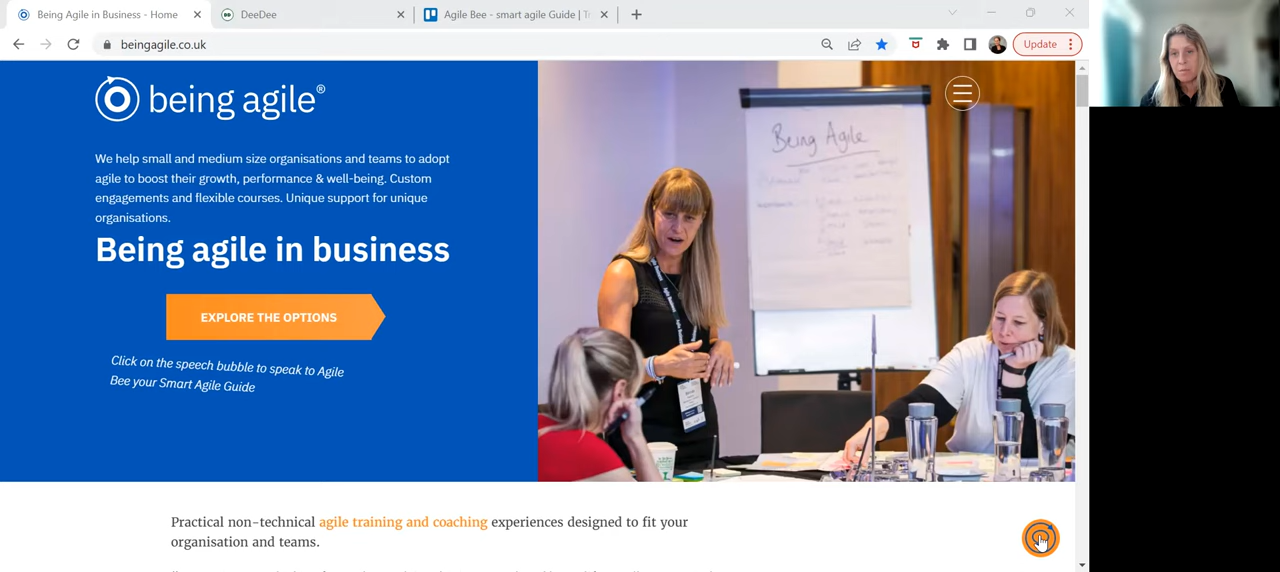 Being Agile in Business - Home
DeeDee
Agile Bee - smart agile Guide | Tr
beingagile.co.uk
Update
being agile®
We help small and medium size organisations and teams to adopt
agile to boost their growth, performance & well-being. Custom
engagements and flexible courses. Unique support for unique
organisations.
Being agile in business
EXPLORE THE OPTIONS
Click on the speech bubble to speak to Agile
Bee your Smart Agile Guide
Being Agile
Practical non-technical agile training and coaching experiences designed to fit your
organisation and teams.